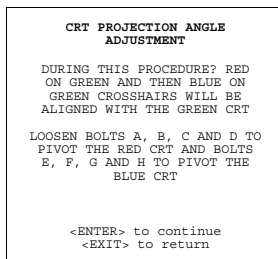 CRT PROJECTION ANGLE
ADJUSTMENT
DURING THIS PROCEDURE? RED
ON GREEN AND THEN BLUE ON
GREEN CROSSHAIRS WILL BE
ALIGNED WITH THE GREEN CRT
LOOSEN BOLTS A, B, C AND D TO
PIVOT THE RED CRT AND BOLTS
E, F, G AND H TO PIVOT THE
BLUE CRT
<ENTER> to continue
<EXIT> to return